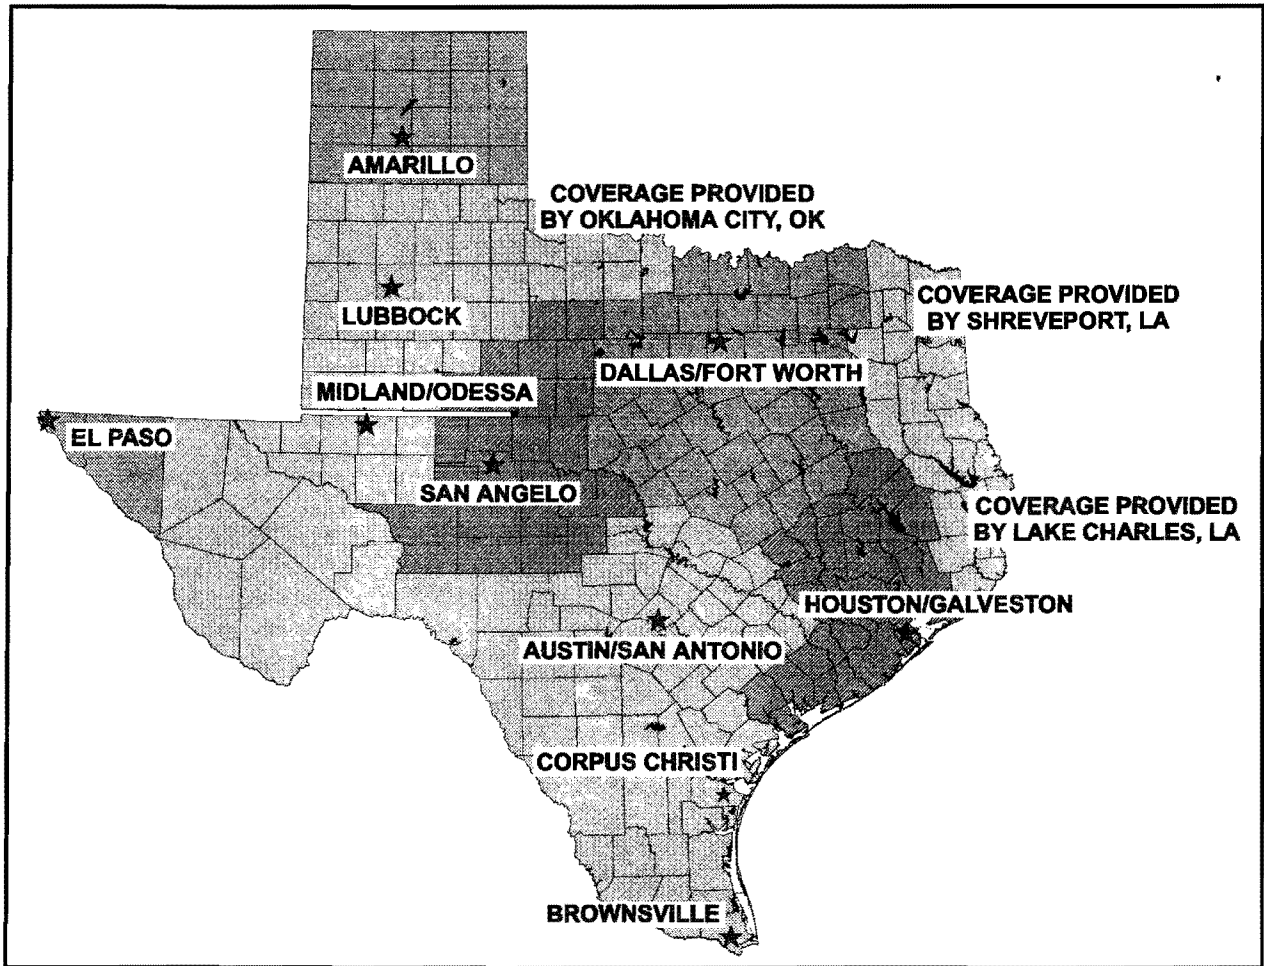 AMARILLO
COVERAGE PROVIDED
BY OKLAHOMA CITY, OK
LUBBOCK
COVERAGE PROVIDED
BY SHREVEPORT, LA
DALLAS/FORT WORTH
MIDLAND/ODESSA
EL PASO
SAN ANGELO
COVERAGE PROVIDED
BY LAKE CHARLES, LA
HOUSTON/GALVESTON
AUSTIN/SAN ANTONIO
CORPUS CHRISTI
BROWNSVILLE